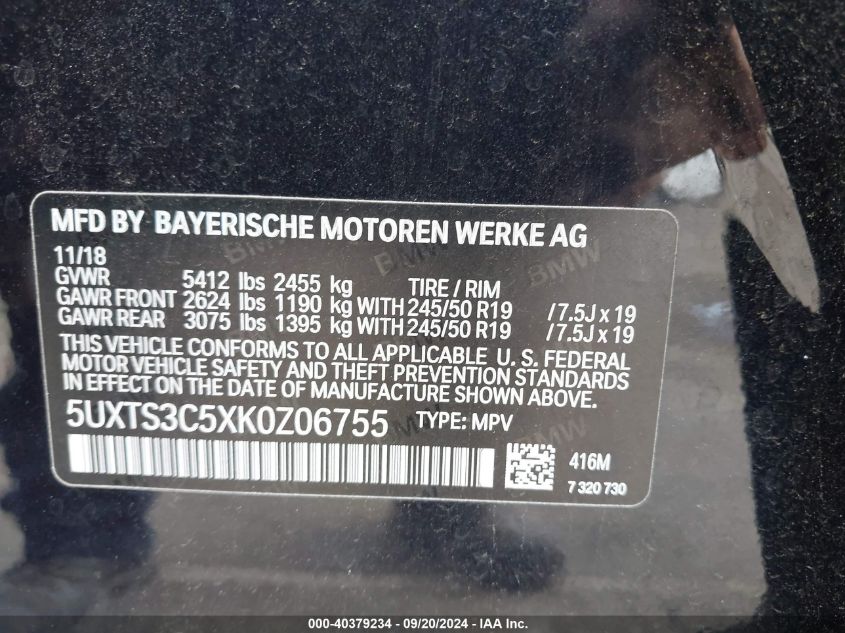 MFD BY BAYERISCHE MOTOREN WERKE AG
11/18
GVWR 5412 lbs 2455 kg TIRE / RIM
GAWR FRONT 2624 lbs 1190 kg WITH 245/50 R19 / 7.5J x 19
GAWR REAR 3075 lbs 1395 kg WITH 245/50 R19 / 7.5J x 19
THIS VEHICLE CONFORMS TO ALL APPLICABLE U. S. FEDERAL
MOTOR VEHICLE SAFETY AND THEFT PREVENTION STANDARDS
IN EFFECT ON THE DATE OF MANUFACTURE SHOWN ABOVE.
5UXTS3C5XK0Z06755 TYPE: MPV
416M
7 320 730
000-40379234 - 09/20/2024 - IAA Inc.